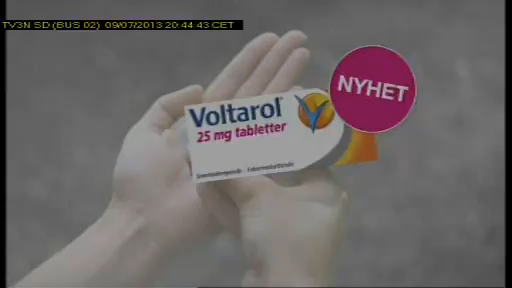 TV3N SD (BUS 02) 09/07/2013 20:44:43 CET
NYHET
Voltarol
25 mg tabletter